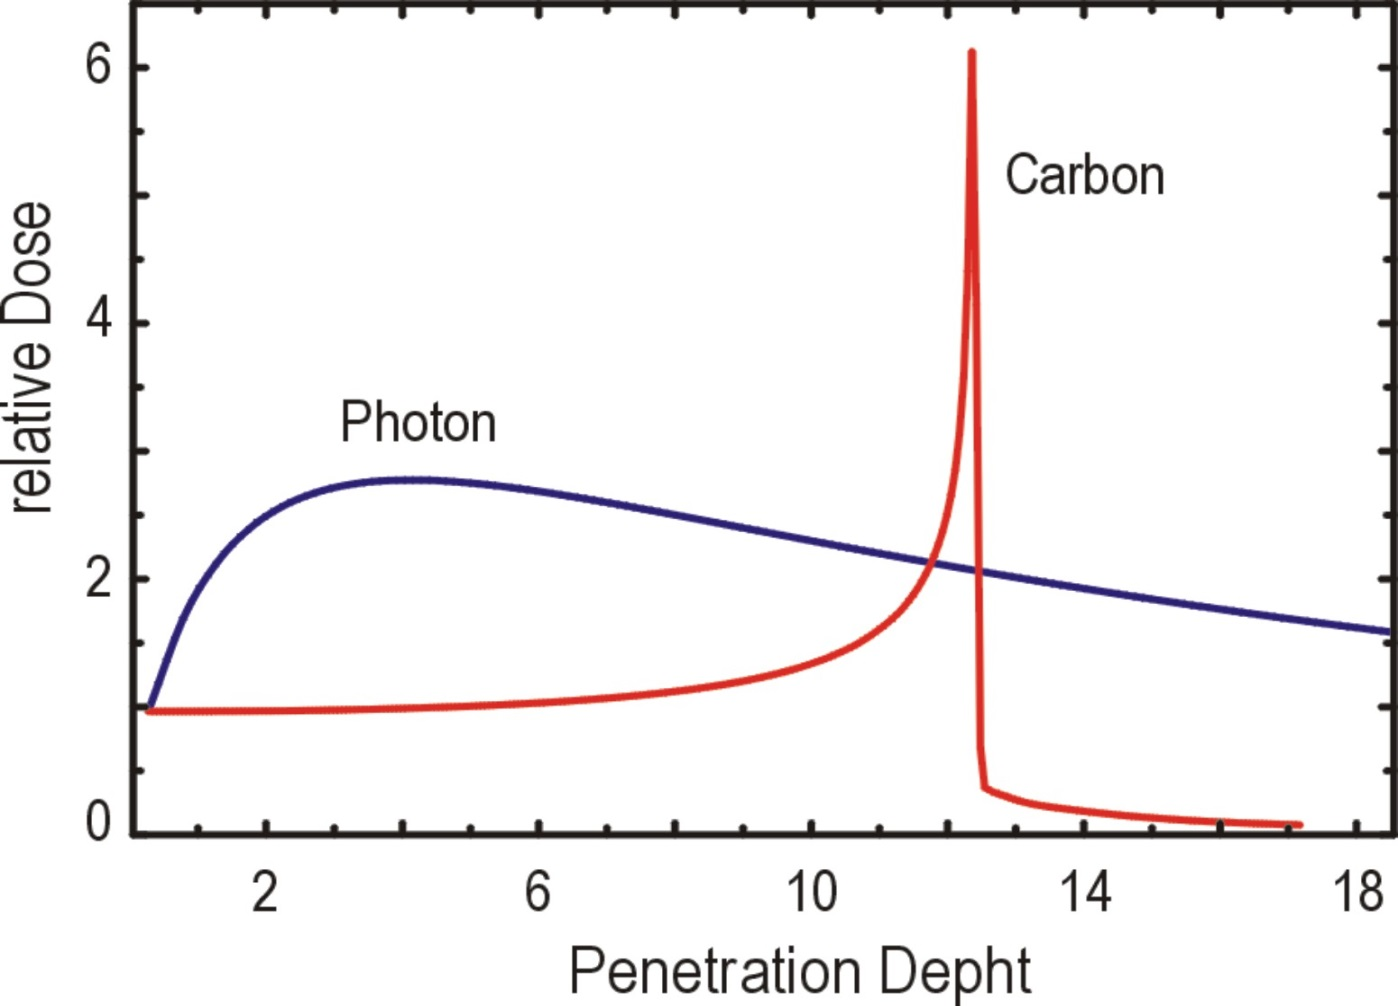 6
4
2
0
relative Dose
Photon
Carbon
2 6 10 14 18
Penetration Depht